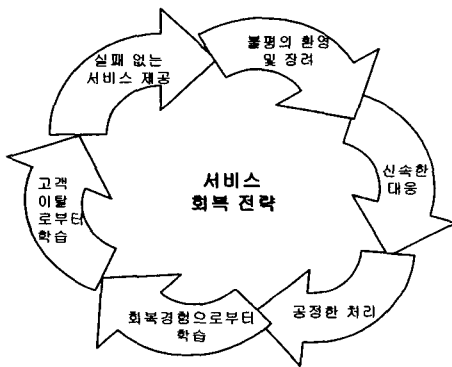 실패 없는
서비스 제공
불평의 환영
및 장려
신속한
대응
공정한 처리
회복경험으로부터
학습
고객
이탈
로부터
학습
서비스
회복 전략